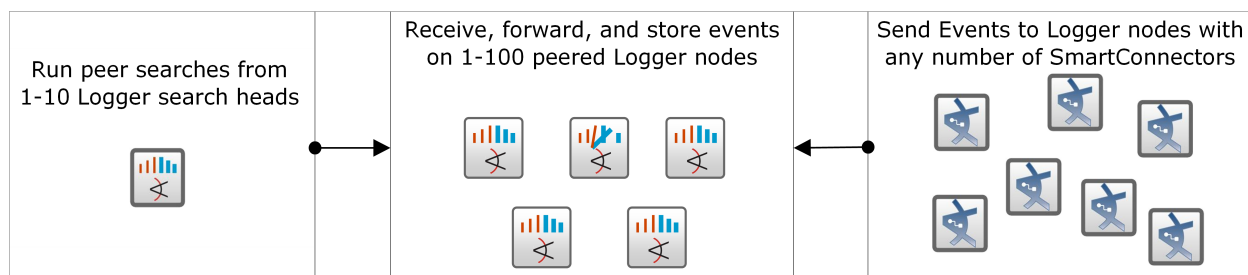 Run peer searches from
1-10 Logger search heads
Receive, forward, and store events
on 1-100 peered Logger nodes
Send Events to Logger nodes with
any number of SmartConnectors